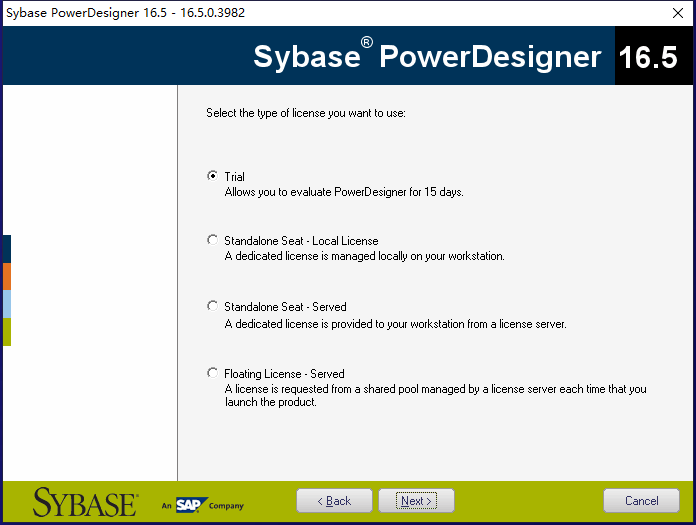 Sybase PowerDesigner 16.5 - 16.5.0.3982
Sybase® PowerDesigner 16.5
Select the type of license you want to use:
Trial
Allows you to evaluate PowerDesigner for 15 days.
Standalone Seat - Local License
A dedicated license is managed locally on your workstation.
Standalone Seat - Served
A dedicated license is provided to your workstation from a license server.
Floating License - Served
A license is requested from a shared pool managed by a license server each time that you
launch the product.
SYBASE® An SAP Company < Back Next > Cancel